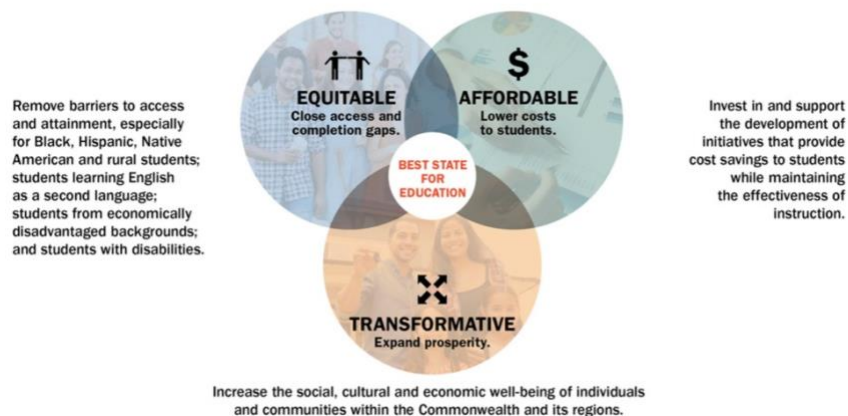 $
EQUITABLE
Close access and
completion gaps.
AFFORDABLE
Lower costs
to students.
Remove barriers to access
and attainment, especially
for Black, Hispanic, Native
American and rural students;
students learning English
as a second language;
students from economically
disadvantaged backgrounds;
and students with disabilities.
Invest in and support
the development of
initiatives that provide
cost savings to students
while maintaining
the effectiveness of
instruction.
BEST STATE
FOR
EDUCATION
TRANSFORMATIVE
Expand prosperity.
Increase the social, cultural and economic well-being of individuals
and communities within the Commonwealth and its regions.